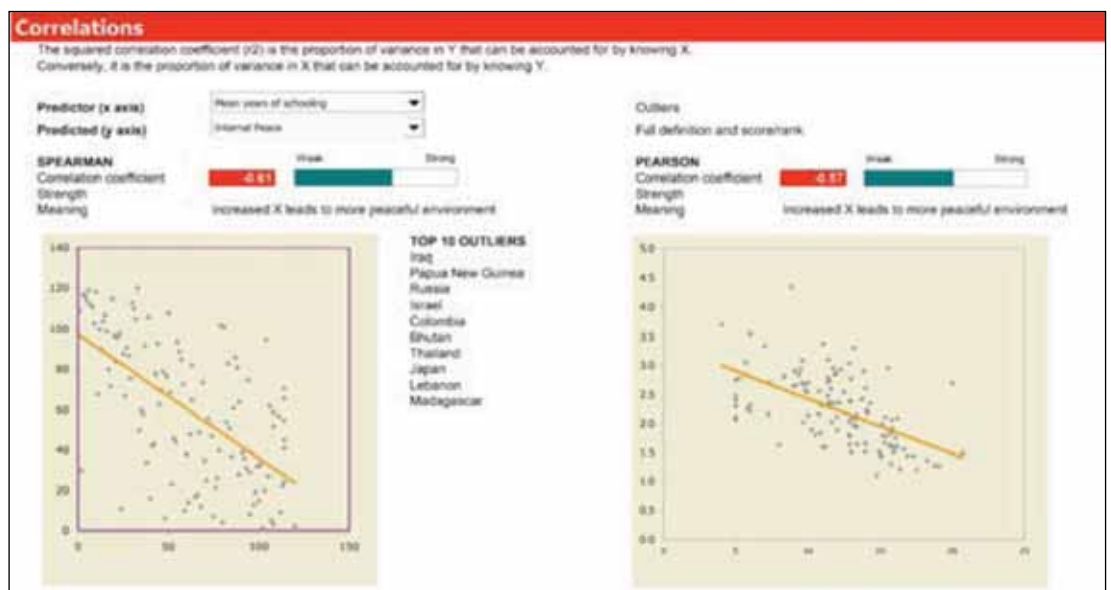 Correlations
The squared correlation coefficient (r2) is the proportion of variance in Y that can be accounted for by knowing X.
Conversely, it is the proportion of variance in X that can be accounted for by knowing Y.
Predictor (x axis) Mean years of schooling
Predicted (y axis) Internal Peace
Outliers
Full definition and score/rank
SPEARMAN Weak Strong
Correlation coefficient -0.61
Strength
Meaning Increased X leads to more peaceful environment
PEARSON Weak Strong
Correlation coefficient -0.57
Strength
Meaning Increased X leads to more peaceful environment
140
120
100
80
60
40
20
0
0 50 100 150
TOP 10 OUTLIERS
Iraq
Papua New Guinea
Russia
Israel
Colombia
Bhutan
Thailand
Japan
Lebanon
Madagascar
5.0
4.5
4.0
3.5
3.0
2.5
2.0
1.5
1.0
0.5
0.0